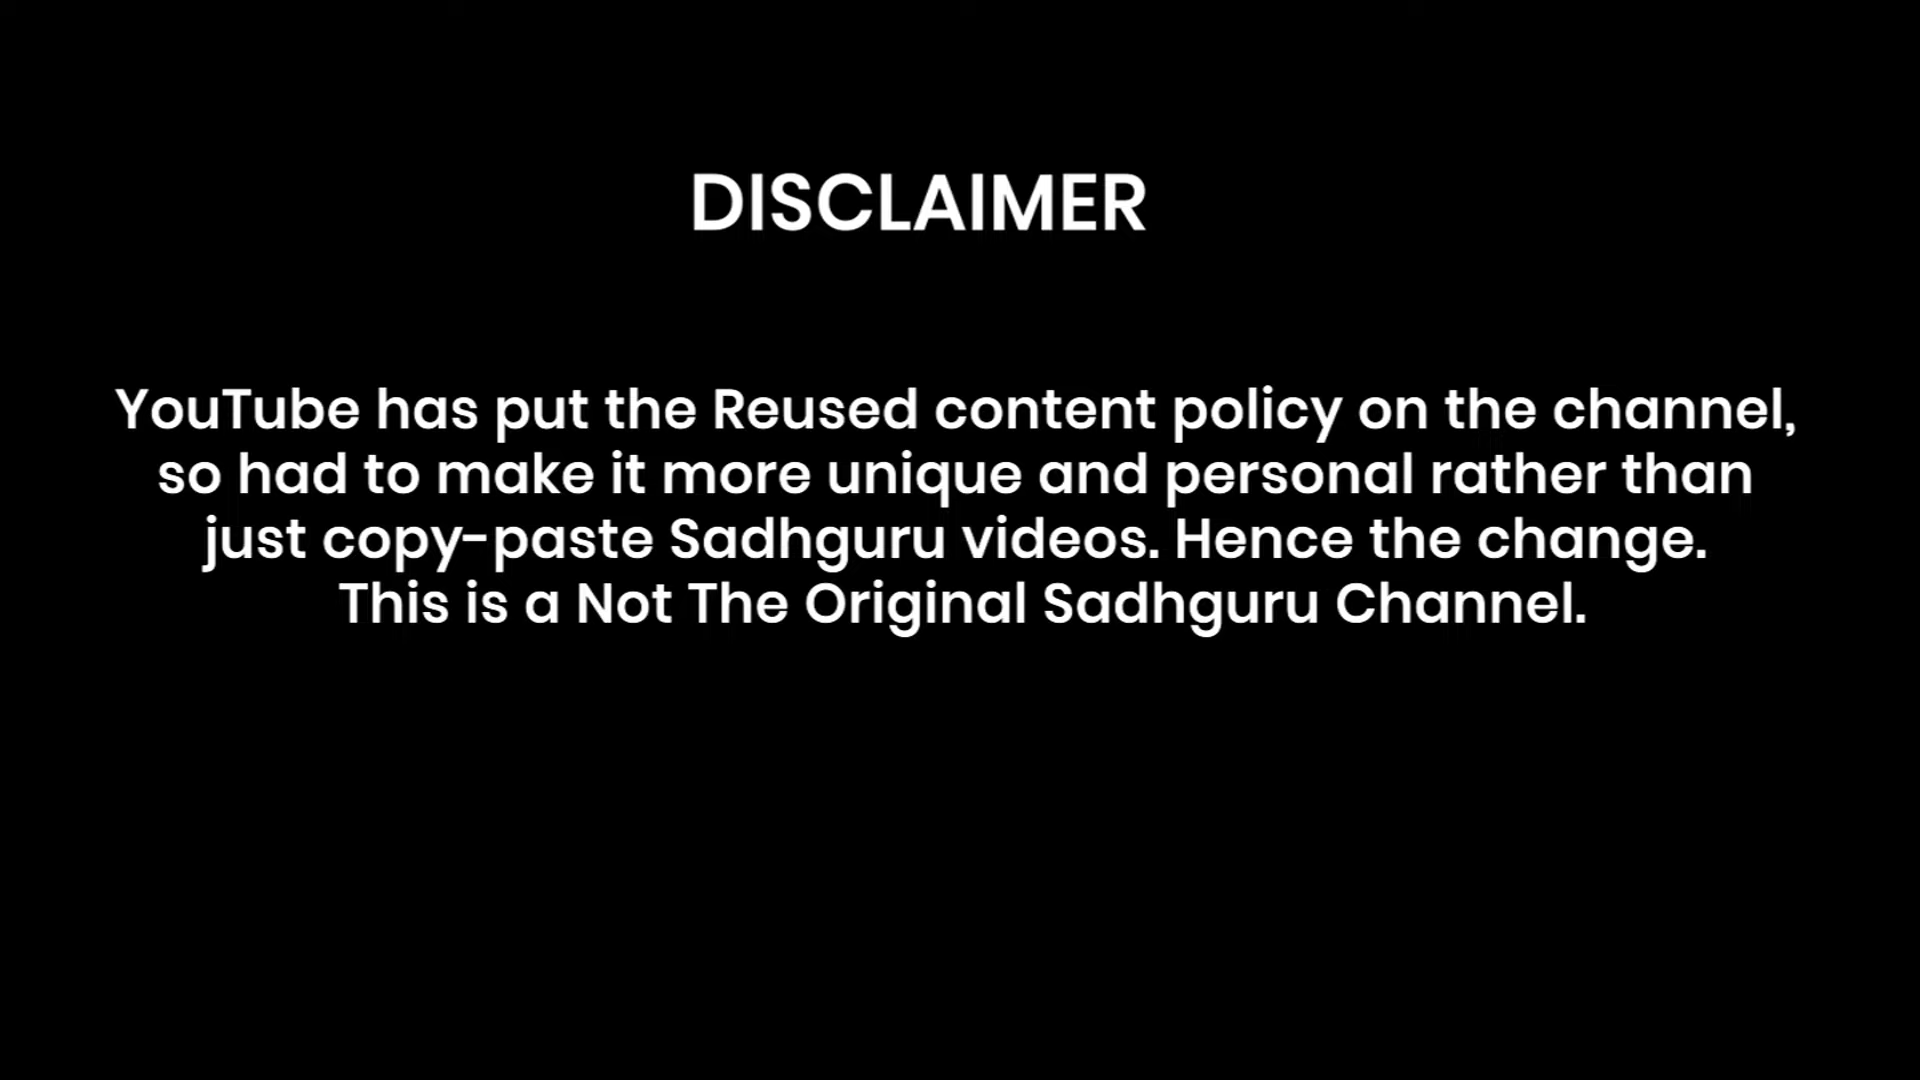 DISCLAIMER
YouTube has put the Reused content policy on the channel,
so had to make it more unique and personal rather than
just copy-paste Sadhguru videos. Hence the change.
This is a Not The Original Sadhguru Channel.